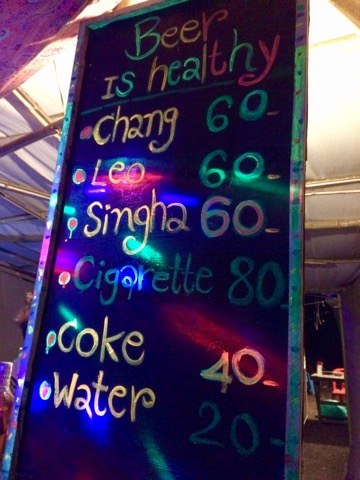 Beer
is healthy
Chang 60-
Leo 60-
Singha 60-
Cigarette 80
Coke 40-
Water 20-